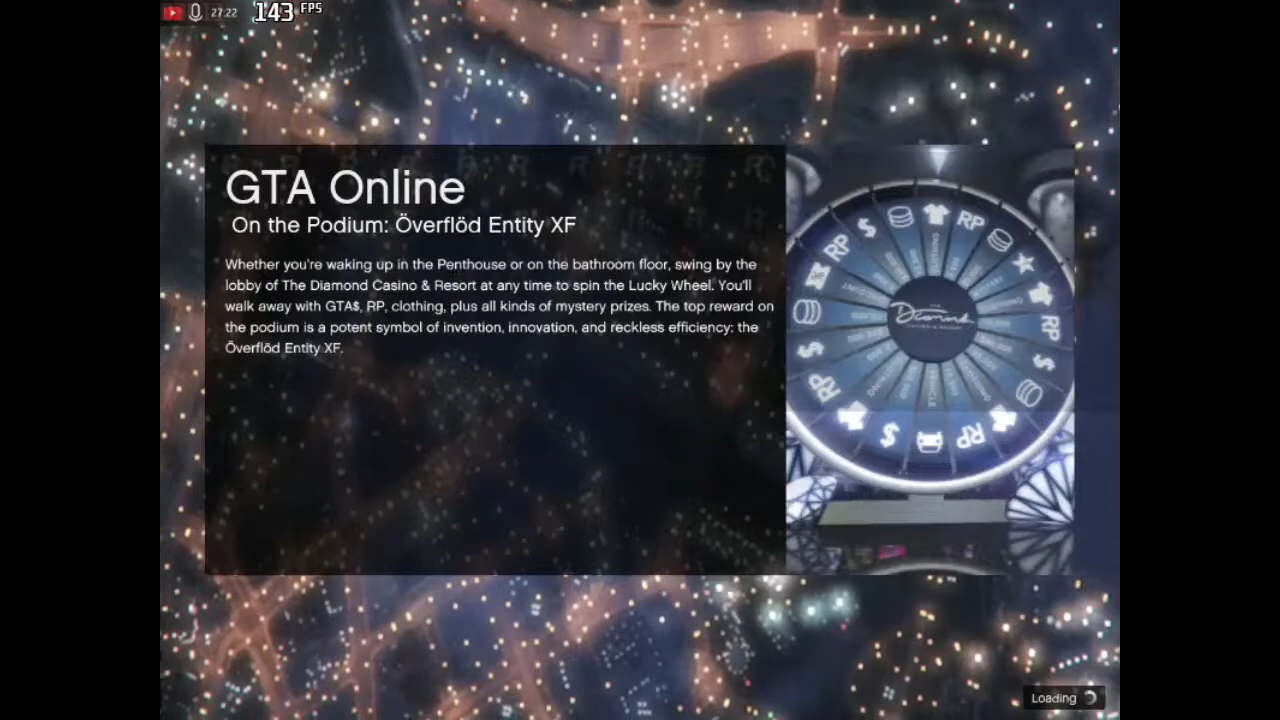 27:22 143 FPS
GTA Online
On the Podium: Överflöd Entity XF
Whether you're waking up in the Penthouse or on the bathroom floor, swing by the
lobby of The Diamond Casino & Resort at any time to spin the Lucky Wheel. You'll
walk away with GTA$, RP, clothing, plus all kinds of mystery prizes. The top reward on
the podium is a potent symbol of invention, innovation, and reckless efficiency: the
Överflöd Entity XF.
$
RP
RP
RP
THE
Diamond
CASINO & RESORT
$
$
RP
$
RP
Loading